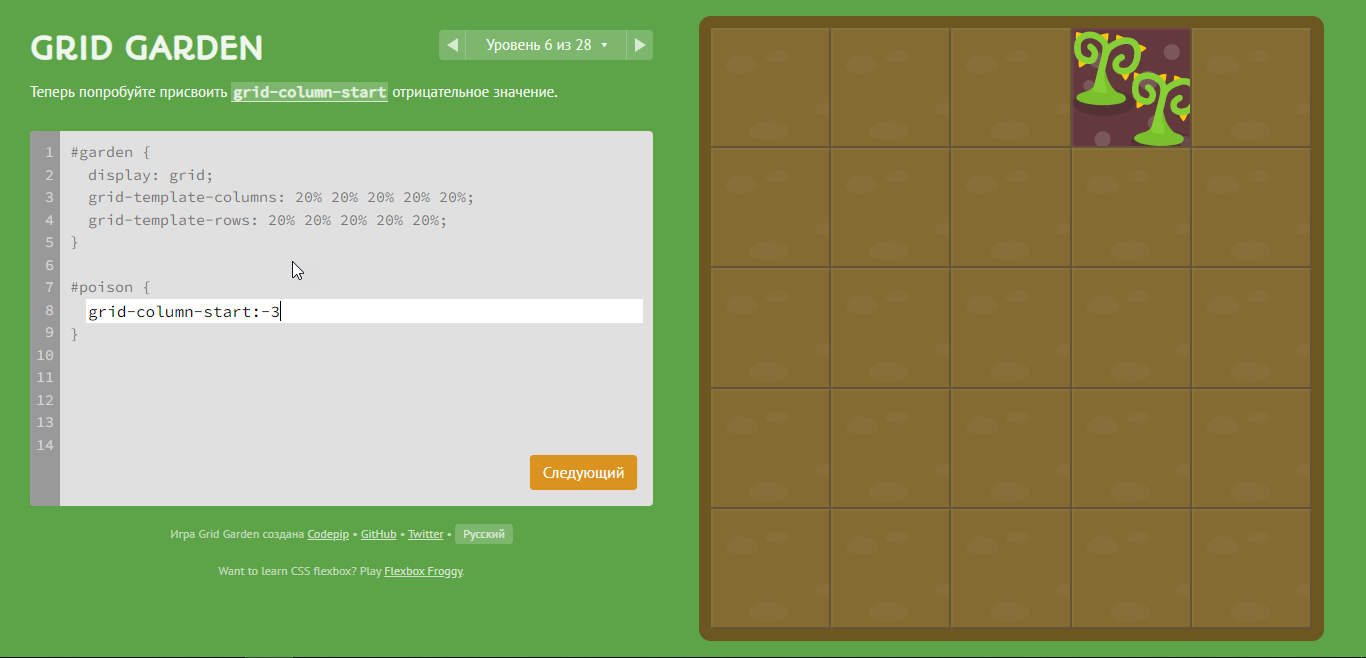 GRID GARDEN
Уровень 6 из 28
Теперь попробуйте присвоить grid-column-start отрицательное значение.
1 #garden {
2 display: grid;
3 grid-template-columns: 20% 20% 20% 20% 20%;
4 grid-template-rows: 20% 20% 20% 20% 20%;
5 }
6
7 #poison {
8 grid-column-start:-3
9 }
10
11
12
13
14
Следующий
Игра Grid Garden создана Codepip • GitHub • Twitter • Русский
Want to learn CSS flexbox? Play Flexbox Froggy.